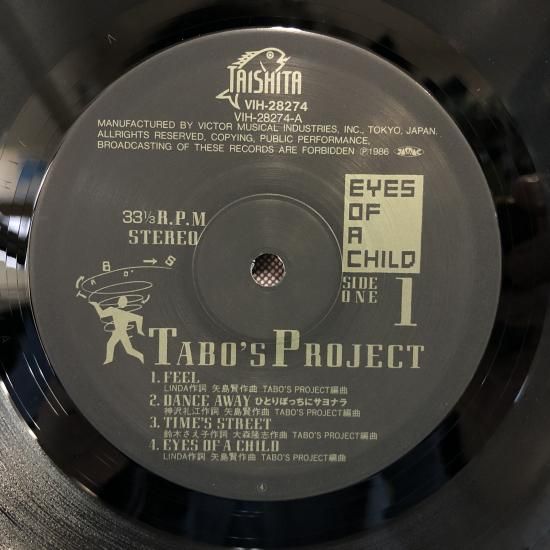 TAISHITA
VIH-28274
VIH-28274-A
MANUFACTURED BY VICTOR MUSICAL INDUSTRIES, INC., TOKYO, JAPAN.
ALLRIGHTS RESERVED, COPYING, PUBLIC PERFORMANCE,
BROADCASTING OF THESE RECORDS ARE FORBIDDEN ℗1986
EYES
OF
A
CHILD
33⅓R.P.M
STEREO
SIDE
ONE
1
TABO'S PROJECT
1. FEEL
LINDA作詞 矢島賢作曲 TABO'S PROJECT編曲
2. DANCE AWAY ひとりぼっちにサヨナラ
神沢礼江作詞 矢島賢作曲 TABO'S PROJECT編曲
3. TIME'S STREET
鈴木さえ子作詞 大森隆志作曲 TABO'S PROJECT編曲
4. EYES OF A CHILD
LINDA作詞 矢島賢作曲 TABO'S PROJECT編曲
4